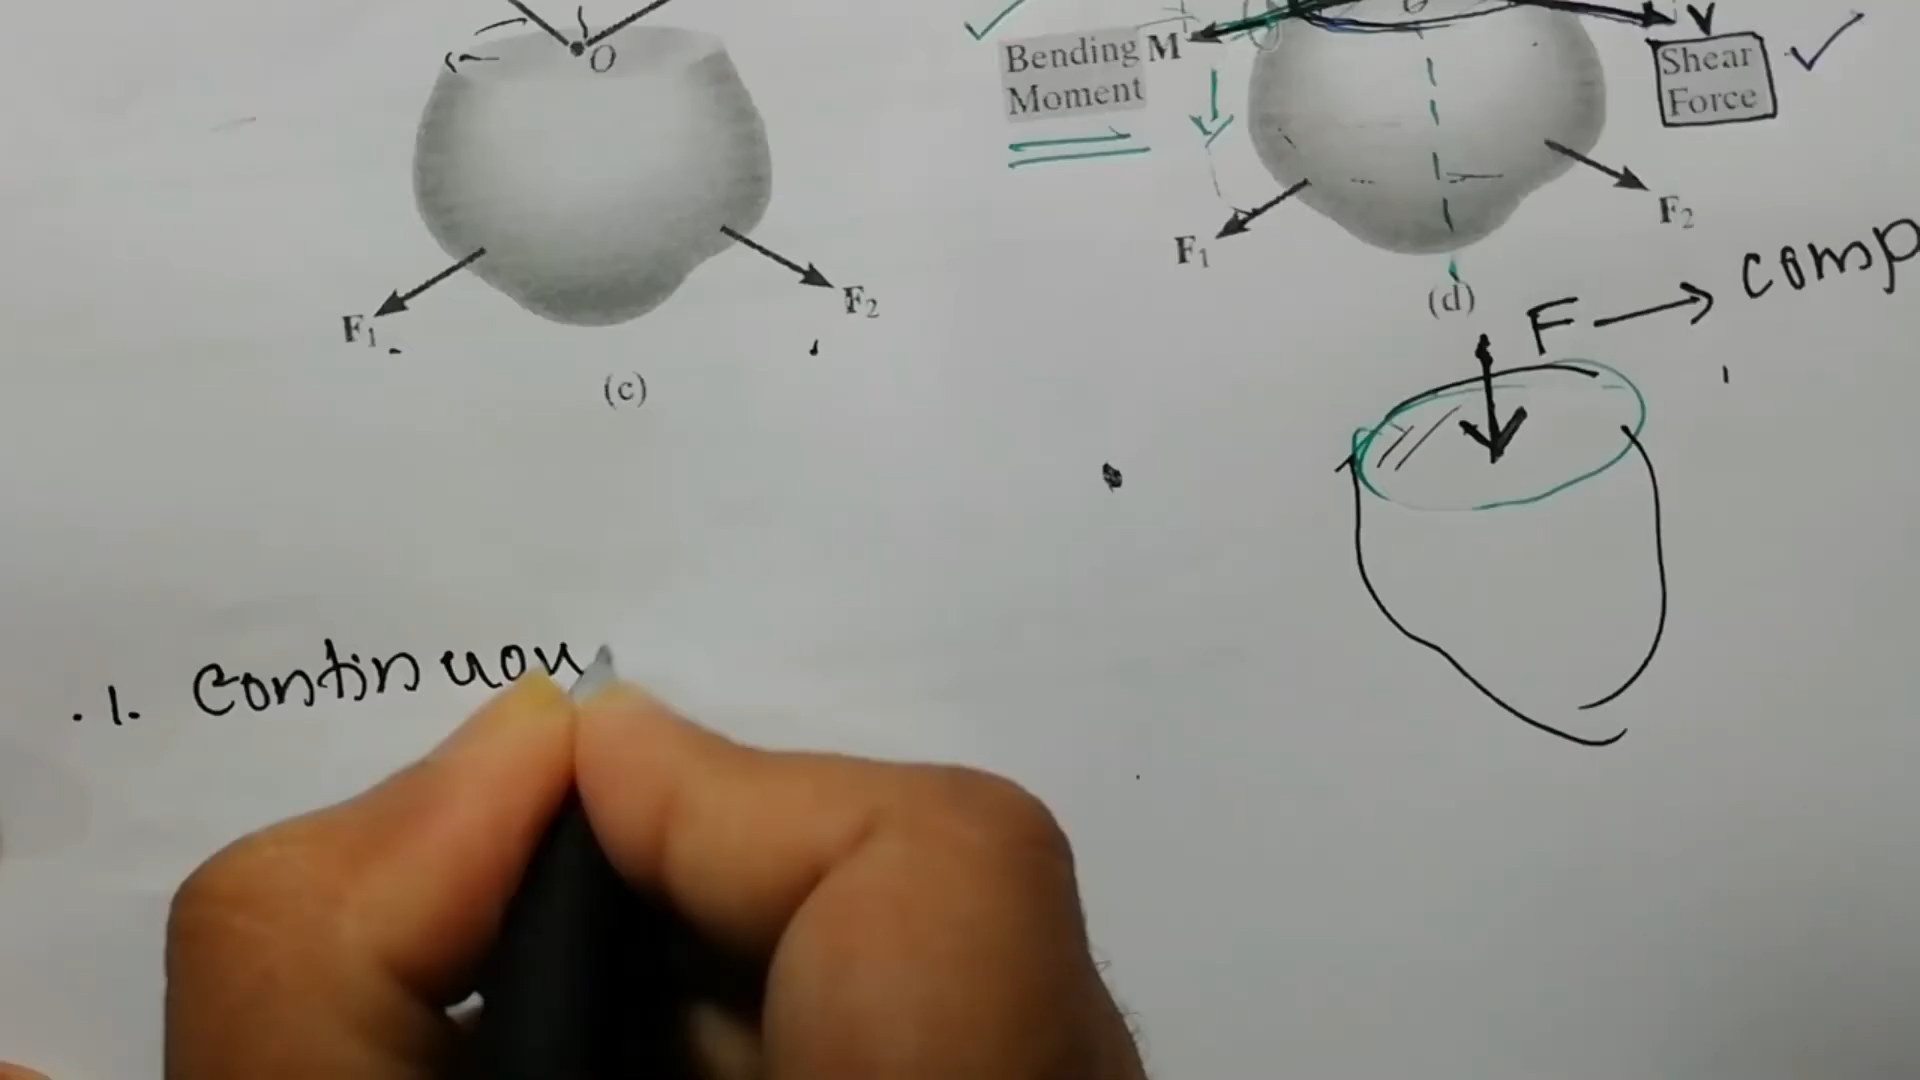 O
F1
F2
(c)
Bending M
Moment
V
Shear
Force
F1
F2
(d)
F → comp
.1. Continuou